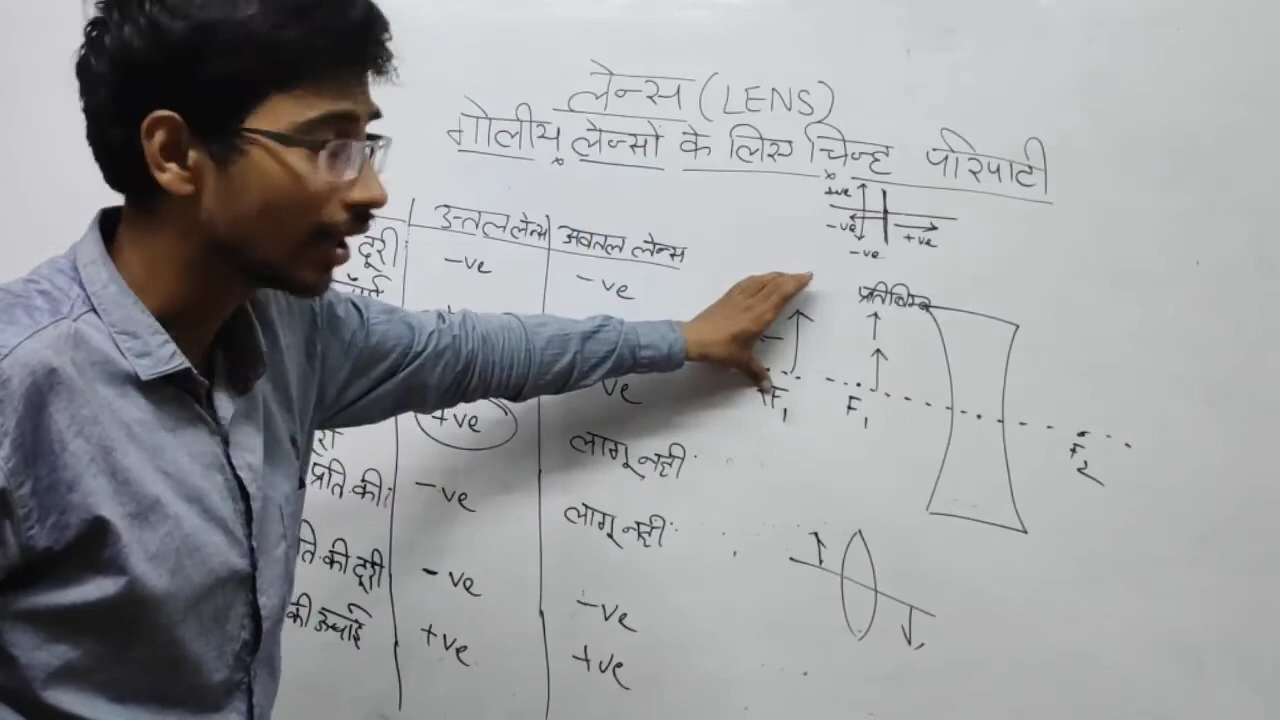 लेन्स (LENS)
गोलीय लेन्सों के लिए चिन्ह परिपाटी
उत्तल लेन्स अवतल लेन्स
दूरी -ve -ve
ve
+ve लागू नहीं
प्रति की -ve लागू नहीं
ति की दूरी -ve -ve
की ऊंचाई +ve +ve
+ve
-ve +ve
-ve
प्रतिबिम्ब
F1 F1
F2